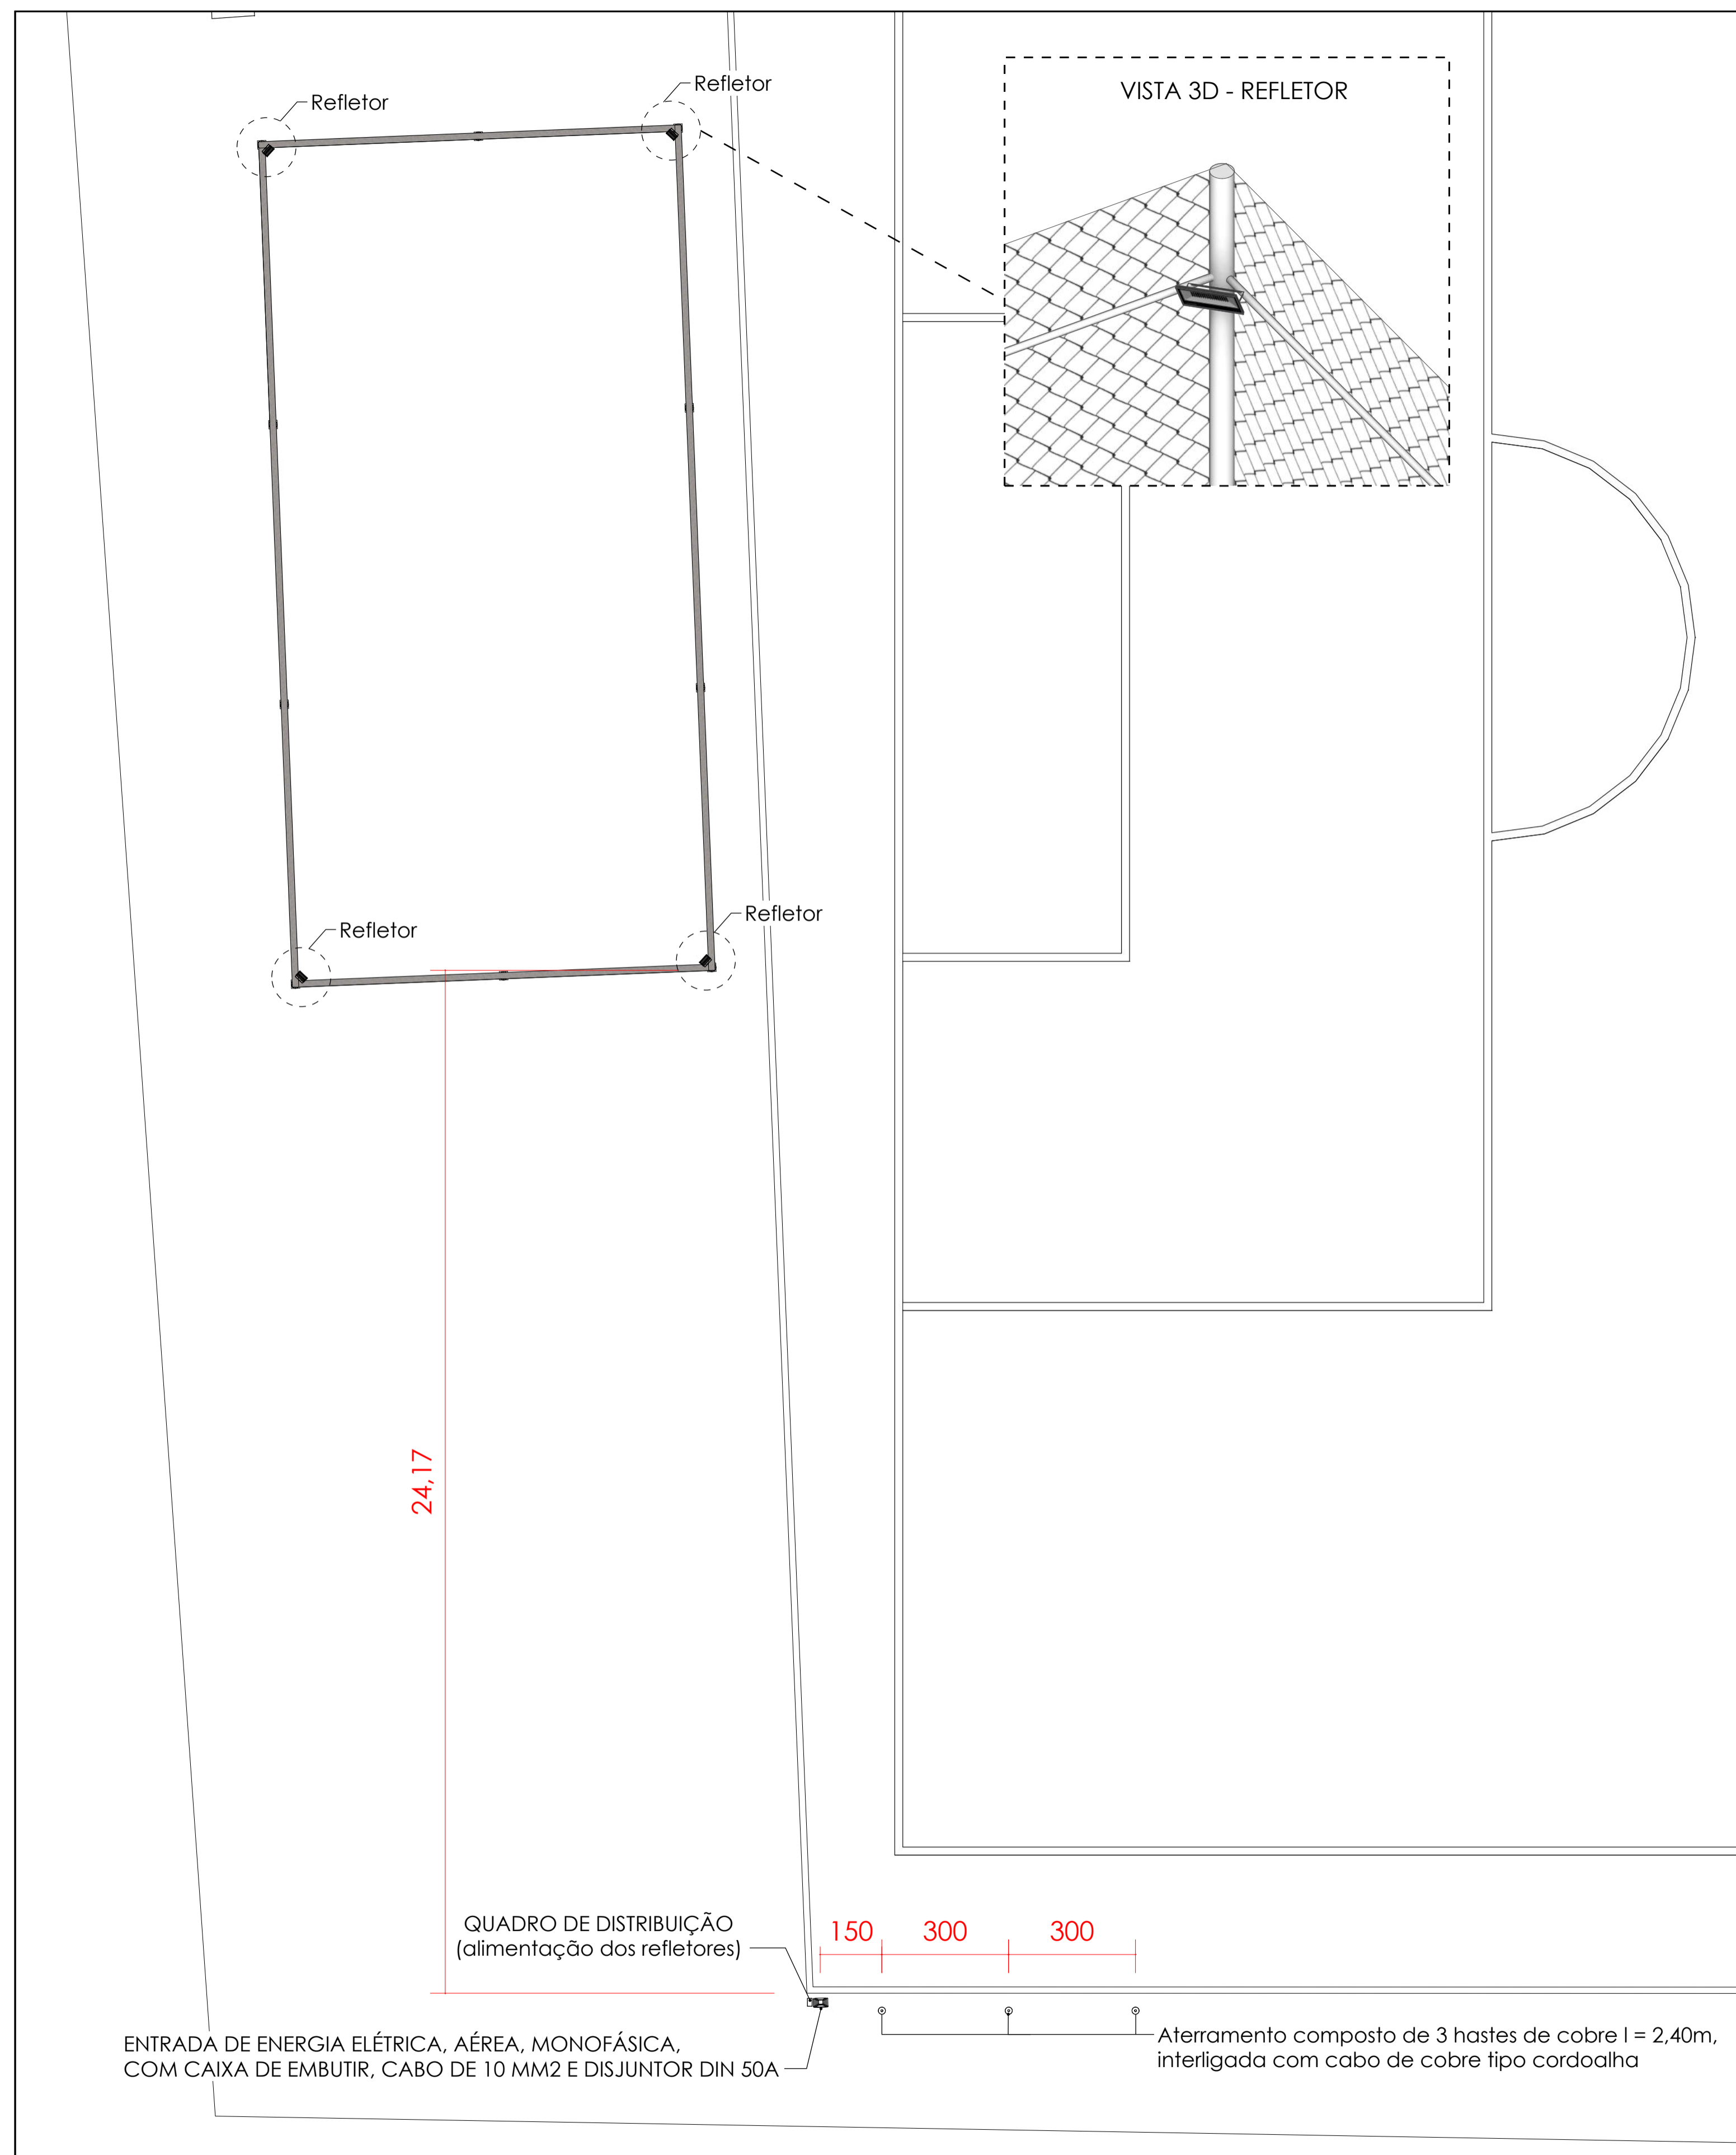 Refletor
Refletor
VISTA 3D - REFLETOR
Refletor
Refletor
24,17
QUADRO DE DISTRIBUIÇÃO
(alimentação dos refletores)
150
300
300
ENTRADA DE ENERGIA ELÉTRICA, AÉREA, MONOFÁSICA,
COM CAIXA DE EMBUTIR, CABO DE 10 MM2 E DISJUNTOR DIN 50A
Aterramento composto de 3 hastes de cobre l = 2,40m,
interligada com cabo de cobre tipo cordoalha